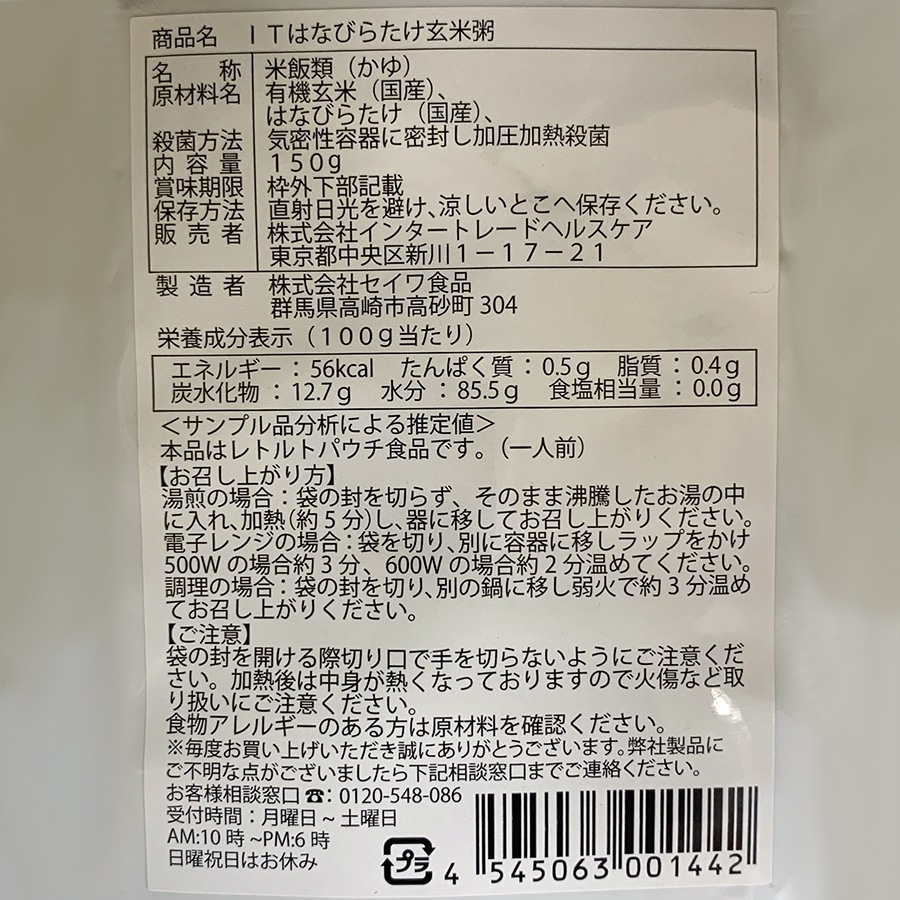 商品名 ITはなびらたけ玄米粥
名称 米飯類（かゆ）
原材料名 有機玄米（国産）、
はなびらたけ（国産）、
殺菌方法 気密性容器に密封し加圧加熱殺菌
内容量 150g
賞味期限 枠外下部記載
保存方法 直射日光を避け、涼しいとこへ保存ください。
販売者 株式会社インタートレードヘルスケア
東京都中央区新川1-17-21
製造者 株式会社セイワ食品
群馬県高崎市高砂町 304
栄養成分表示（100g当たり）
エネルギー：56kcal たんぱく質：0.5g 脂質：0.4g
炭水化物：12.7g 水分：85.5g 食塩相当量：0.0g
＜サンプル品分析による推定値＞
本品はレトルトパウチ食品です。（一人前）
【お召し上がり方】
湯煎の場合：袋の封を切らず、そのまま沸騰したお湯の中
に入れ、加熱（約5分）し、器に移してお召し上がりください。
電子レンジの場合：袋を切り、別に容器に移しラップをかけ
500Wの場合約3分、600Wの場合約2分温めてください。
調理の場合：袋の封を切り、別の鍋に移し弱火で約3分温め
てお召し上がりください。
【ご注意】
袋の封を開ける際切り口で手を切らないようにご注意くだ
さい。加熱後は中身が熱くなっておりますので火傷など取
り扱いにご注意ください。
食物アレルギーのある方は原材料を確認ください。
※毎度お買い上げいただき誠にありがとうございます。弊社製品に
ご不明な点がございましたら下記相談窓口までご連絡ください。
お客様相談窓口☎：0120-548-086
受付時間：月曜日～土曜日
AM:10時~PM:6時
日曜祝日はお休み
プラ
4 545063 001442